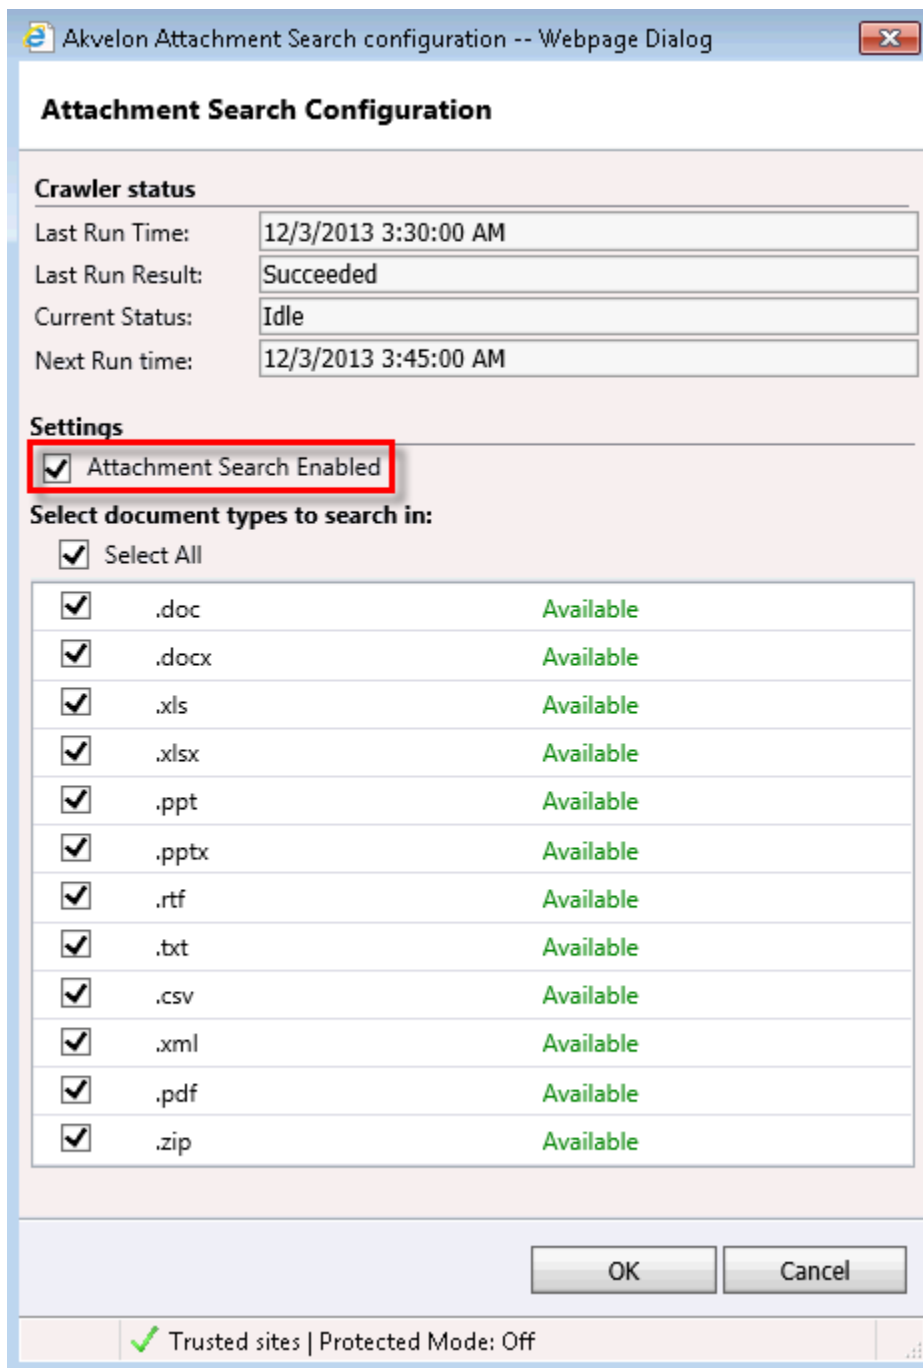 Akvelon Attachment Search configuration -- Webpage Dialog
Attachment Search Configuration
Crawler status
Last Run Time: 12/3/2013 3:30:00 AM
Last Run Result: Succeeded
Current Status: Idle
Next Run time: 12/3/2013 3:45:00 AM
Settings
Attachment Search Enabled
Select document types to search in:
Select All
.doc Available
.docx Available
.xls Available
.xlsx Available
.ppt Available
.pptx Available
.rtf Available
.txt Available
.csv Available
.xml Available
.pdf Available
.zip Available
OK Cancel
Trusted sites | Protected Mode: Off